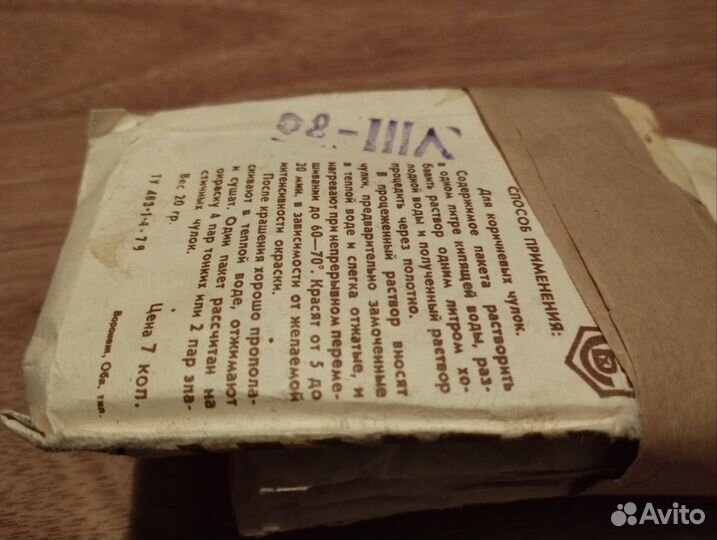 СПОСОБ ПРИМЕНЕНИЯ:
Для коричневых чулок.
Содержимое пакета растворить
в одном литре кипящей воды, раз-
бавить раствор одним литром хо-
лодной воды и полученный раствор
процедить через полотно.
В процеженный раствор вносят
чулки, предварительно замоченные
в теплой воде и слегка отжатые, и
нагревают при непрерывном переме-
шивании до 60—70°. Красят от 5 до
20 мин. в зависимости от желаемой
интенсивности окраски.
После крашения хорошо пропола-
скивают в теплой воде, отжимают
и сушат. Один пакет рассчитан на
окраску 4 пар тонких или 2 пар эла-
стичных чулок.
Вес 20 гр.
Цена 7 коп.
ТУ 483-1-4-79
Воронеж, Обл. тип.
VIII-80
Avito